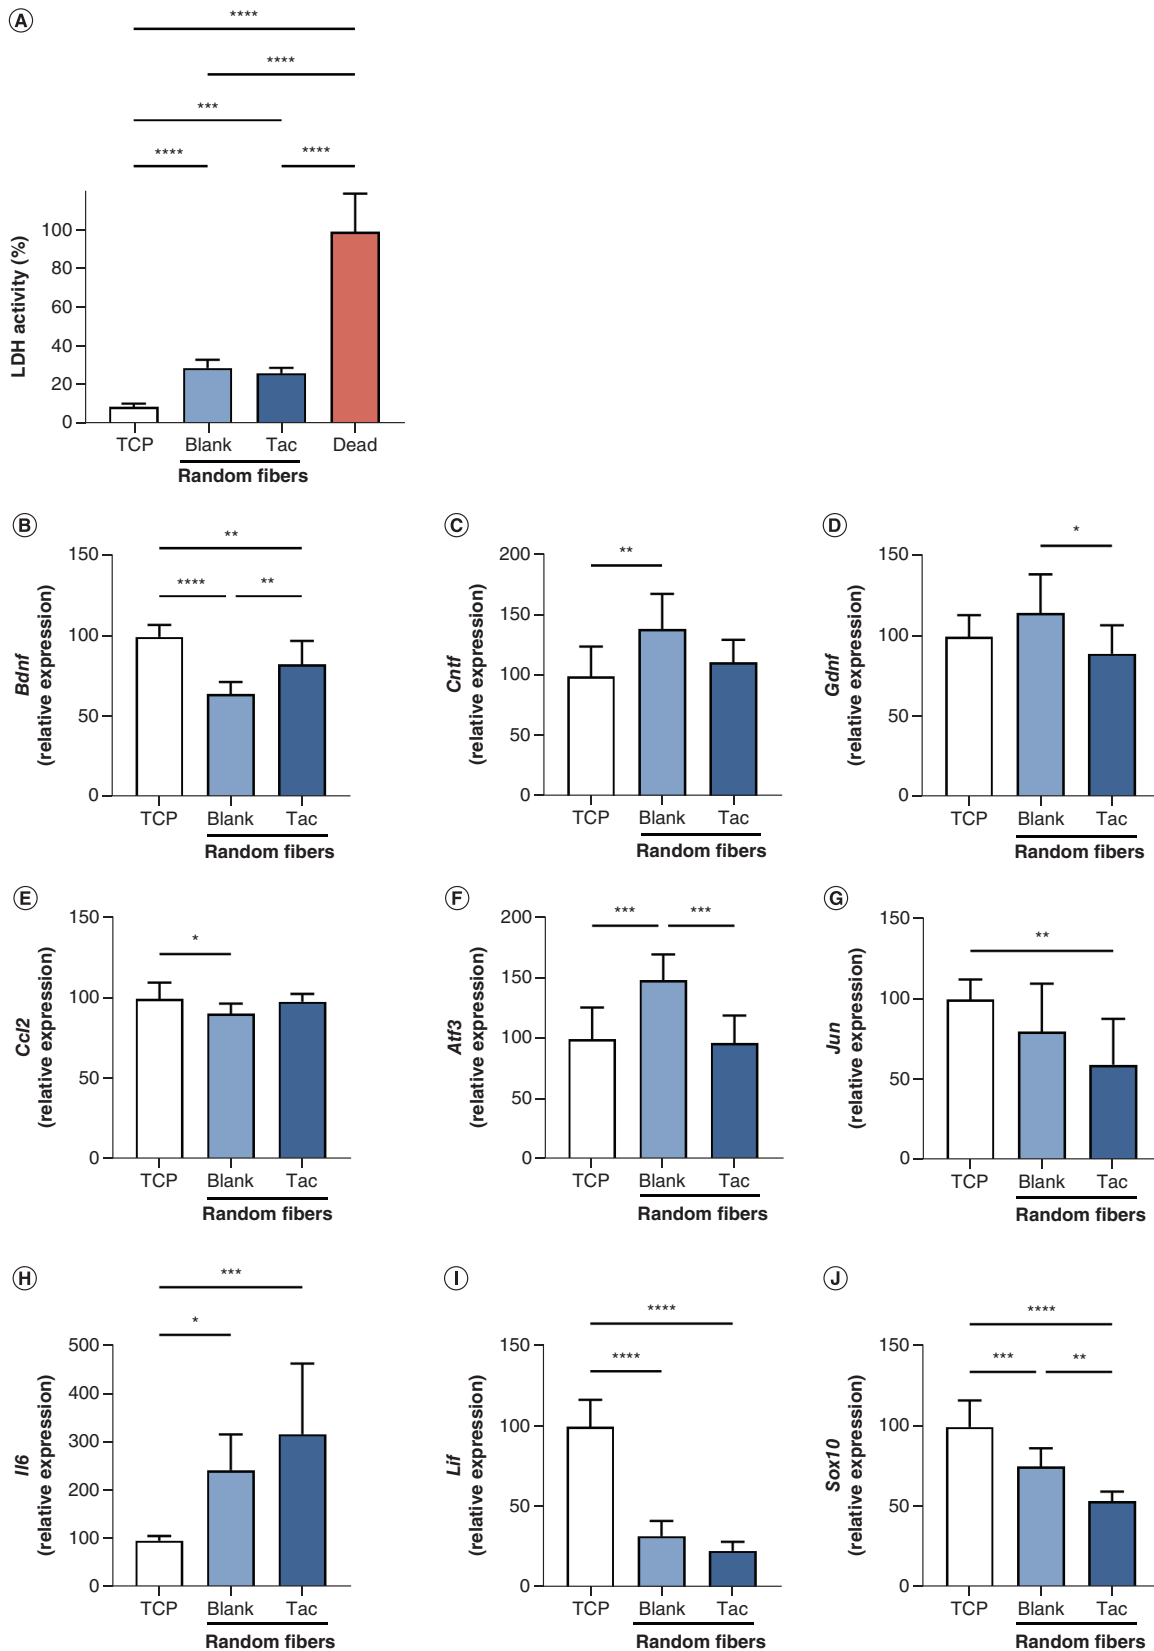 A
****
****
***
**** ****
LDH activity (%)
100
80
60
40
20
0
TCP Blank Tac Dead
Random fibers
B
**
**** **
Bdnf
(relative expression)
150
100
50
0
TCP Blank Tac
Random fibers
C
**
Cntf
(relative expression)
200
150
100
50
0
TCP Blank Tac
Random fibers
D
*
Gdnf
(relative expression)
150
100
50
0
TCP Blank Tac
Random fibers
E
*
Ccl2
(relative expression)
150
100
50
0
TCP Blank Tac
Random fibers
F
*** ***
Atf3
(relative expression)
200
150
100
50
0
TCP Blank Tac
Random fibers
G
**
Jun
(relative expression)
150
100
50
0
TCP Blank Tac
Random fibers
H
***
*
Il6
(relative expression)
500
400
300
200
100
0
TCP Blank Tac
Random fibers
I
****
****
Lif
(relative expression)
150
100
50
0
TCP Blank Tac
Random fibers
J
****
*** **
Sox10
(relative expression)
150
100
50
0
TCP Blank Tac
Random fibers